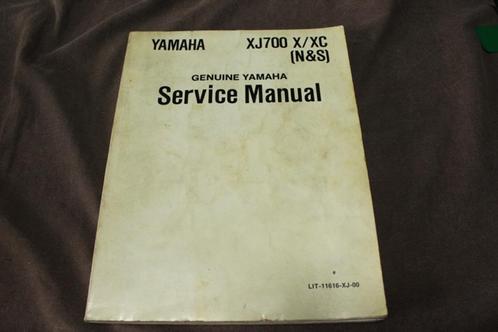 YAMAHA XJ700 X/XC
(N&S)
GENUINE YAMAHA
Service Manual
LIT-11616-XJ-00